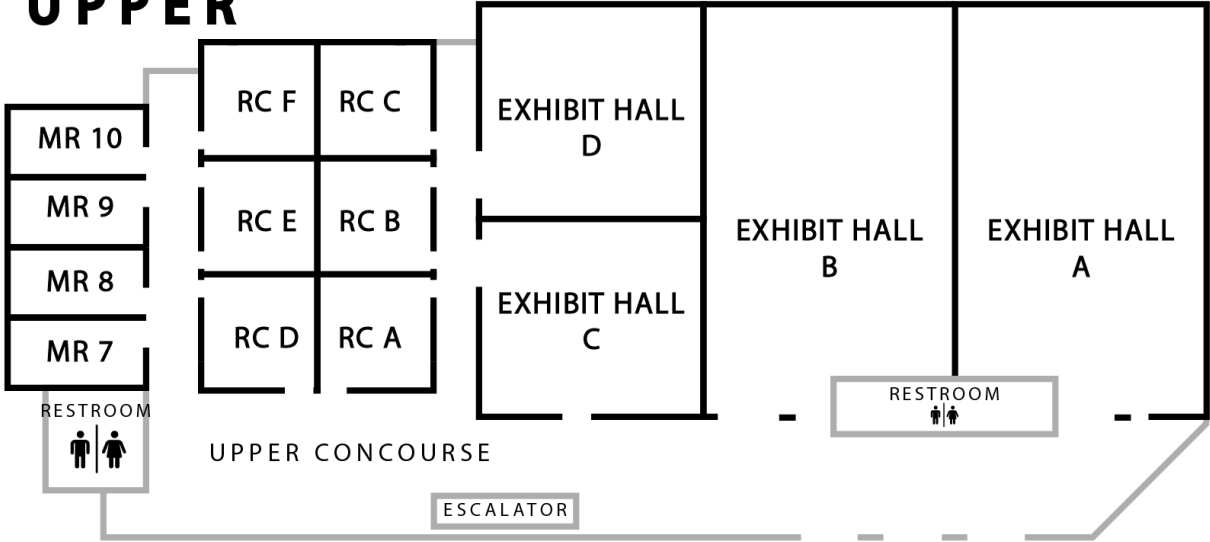 UPPER
RC F
RC C
EXHIBIT HALL
D
MR 10
MR 9
RC E
RC B
EXHIBIT HALL
B
EXHIBIT HALL
A
MR 8
EXHIBIT HALL
C
RC D
RC A
MR 7
RESTROOM
RESTROOM
UPPER CONCOURSE
ESCALATOR